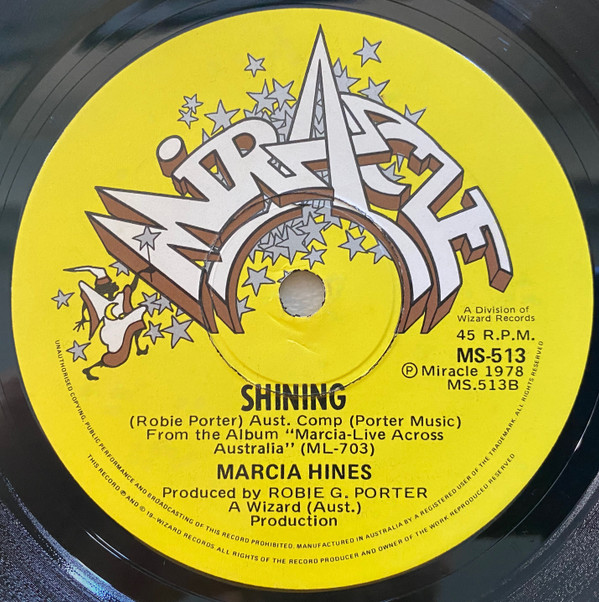 MIRACLE
A Division of
Wizard Records
45 R.P.M.
MS-513
Ⓟ Miracle 1978
MS.513B
SHINING
(Robie Porter) Aust. Comp (Porter Music)
From the Album "Marcia-Live Across
Australia" (ML-703)
MARCIA HINES
Produced by ROBIE G. PORTER
A Wizard (Aust.)
Production
UNAUTHORISED COPYING, PUBLIC PERFORMANCE AND BROADCASTING OF THIS RECORD PROHIBITED. MANUFACTURED IN AUSTRALIA BY A REGISTERED USER OF THE TRADEMARK. ALL RIGHTS RESERVED
THIS RECORD Ⓟ AND © 19-WIZARD RECORDS. ALL RIGHTS OF THE RECORD PRODUCER AND OWNER OF THE WORK REPRODUCED RESERVED